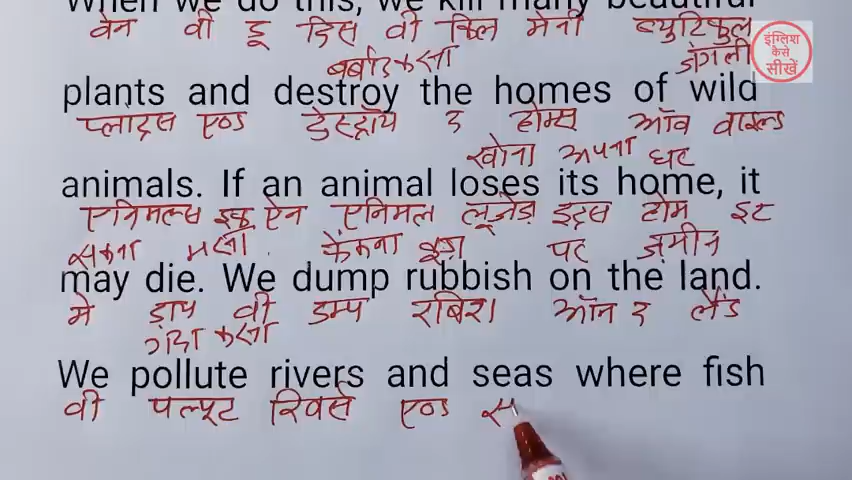 When we do this, we kill many beautiful
वेन वी डू दिस वी किल मेनी ब्युटिफुल
इंग्लिश
कैसे
सीखें
बर्बाद करना जंगली
plants and destroy the homes of wild
प्लांट्स एण्ड डेस्ट्रॉय द होम्स ऑव वाइल्ड
खोना अपना घर
animals. If an animal loses its home, it
एनिमल्स इफ ऐन एनिमल लूजेज़ इट्स होम इट
सकना मरना फेंकना कूड़ा पर ज़मीन
may die. We dump rubbish on the land.
मे डाय वी डम्प रबिश ऑन द लैंड
गंदा करना
We pollute rivers and seas where fish
वी पल्यूट रिवर्स एण्ड स